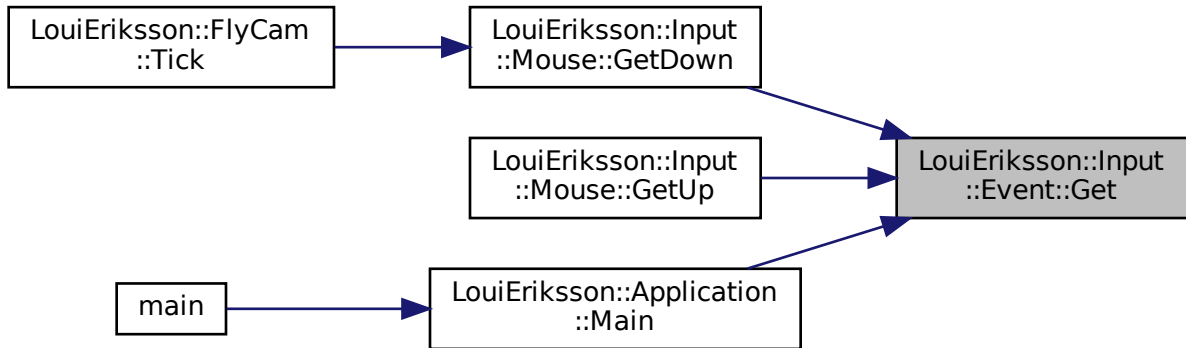 LouiEriksson::FlyCam
::Tick
LouiEriksson::Input
::Mouse::GetDown
LouiEriksson::Input
::Mouse::GetUp
LouiEriksson::Input
::Event::Get
main
LouiEriksson::Application
::Main